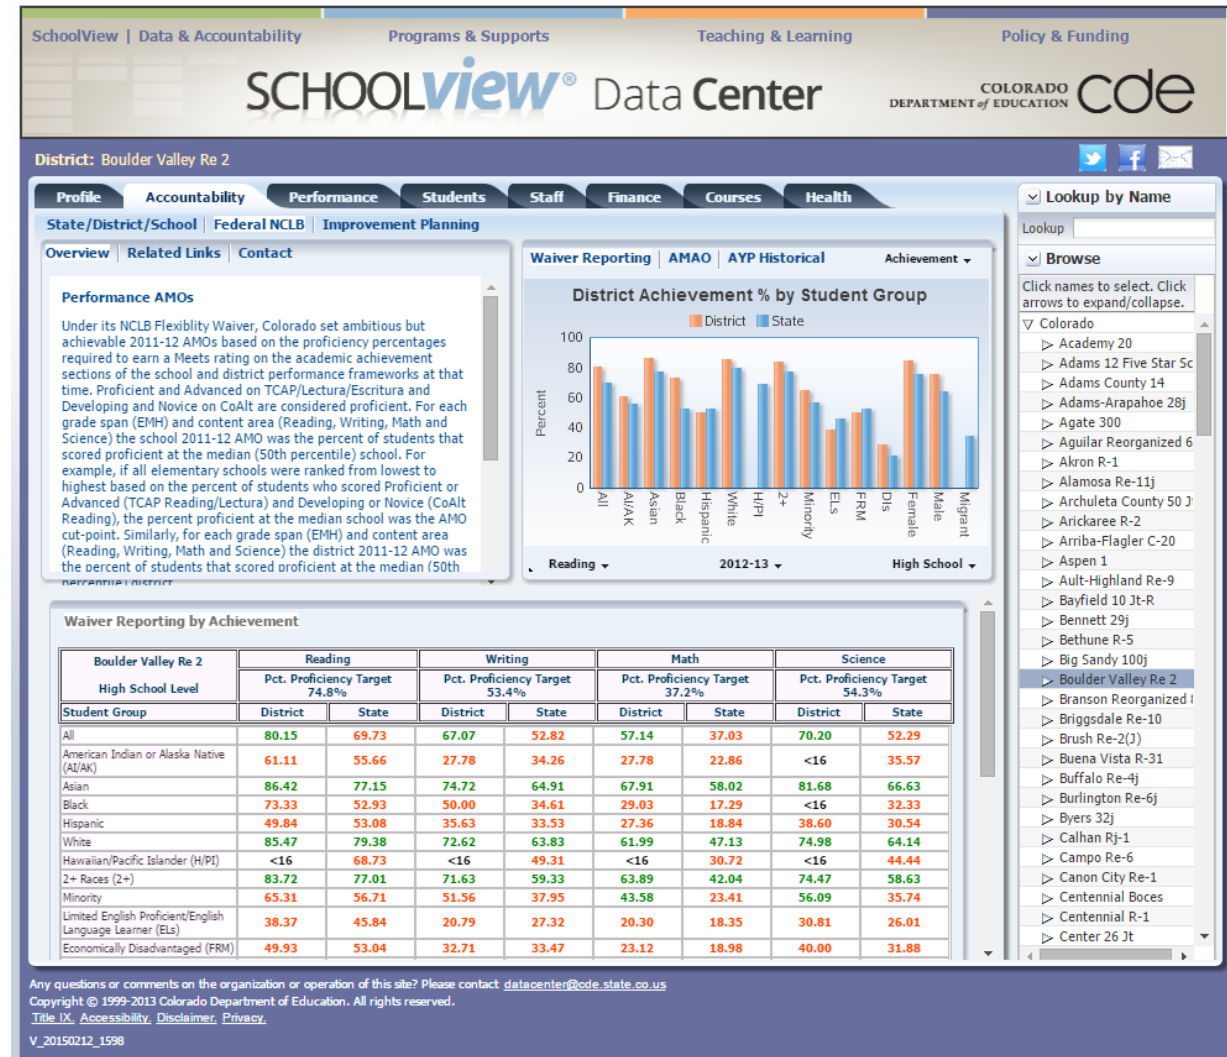 SchoolView | Data & Accountability Programs & Supports Teaching & Learning Policy & Funding
SCHOOLview® Data Center
COLORADO DEPARTMENT of EDUCATION cde
District: Boulder Valley Re 2
Profile Accountability Performance Students Staff Finance Courses Health
State/District/School | Federal NCLB | Improvement Planning
Overview | Related Links | Contact
Performance AMOs
Under its NCLB Flexiblity Waiver, Colorado set ambitious but
achievable 2011-12 AMOs based on the proficiency percentages
required to earn a Meets rating on the academic achievement
sections of the school and district performance frameworks at that
time. Proficient and Advanced on TCAP/Lectura/Escritura and
Developing and Novice on CoAlt are considered proficient. For each
grade span (EMH) and content area (Reading, Writing, Math and
Science) the school 2011-12 AMO was the percent of students that
scored proficient at the median (50th percentile) school. For
example, if all elementary schools were ranked from lowest to
highest based on the percent of students who scored Proficient or
Advanced (TCAP Reading/Lectura) and Developing or Novice (CoAlt
Reading), the percent proficient at the median school was the AMO
cut-point. Similarly, for each grade span (EMH) and content area
(Reading, Writing, Math and Science) the district 2011-12 AMO was
the percent of students that scored proficient at the median (50th
percentile) district
Waiver Reporting | AMAO | AYP Historical Achievement
District Achievement % by Student Group
District State
Percent
100
80
60
40
20
0
All
AI/AK
Asian
Black
Hispanic
White
H/PI
2+
Minority
ELs
FRM
DIs
Female
Male
Migrant
Reading 2012-13 High School
Waiver Reporting by Achievement
Boulder Valley Re 2 Reading Writing Math Science
High School Level Pct. Proficiency Target 74.8% Pct. Proficiency Target 53.4% Pct. Proficiency Target 37.2% Pct. Proficiency Target 54.3%
Student Group District State District State District State District State
All 80.15 69.73 67.07 52.82 57.14 37.03 70.20 52.29
American Indian or Alaska Native (AI/AK) 61.11 55.66 27.78 34.26 27.78 22.86 <16 35.57
Asian 86.42 77.15 74.72 64.91 67.91 58.02 81.68 66.63
Black 73.33 52.93 50.00 34.61 29.03 17.29 <16 32.33
Hispanic 49.84 53.08 35.63 33.53 27.36 18.84 38.60 30.54
White 85.47 79.38 72.62 63.83 61.99 47.13 74.98 64.14
Hawaiian/Pacific Islander (H/PI) <16 68.73 <16 49.31 <16 30.72 <16 44.44
2+ Races (2+) 83.72 77.01 71.63 59.33 63.89 42.04 74.47 58.63
Minority 65.31 56.71 51.56 37.95 43.58 23.41 56.09 35.74
Limited English Proficient/English Language Learner (ELs) 38.37 45.84 20.79 27.32 20.30 18.35 30.81 26.01
Economically Disadvantaged (FRM) 49.93 53.04 32.71 33.47 23.12 18.98 40.00 31.88
Lookup by Name
Lookup
Browse
Click names to select. Click
arrows to expand/collapse.
Colorado
Academy 20
Adams 12 Five Star Sc
Adams County 14
Adams-Arapahoe 28j
Agate 300
Aguilar Reorganized 6
Akron R-1
Alamosa Re-11j
Archuleta County 50 J
Arickaree R-2
Arriba-Flagler C-20
Aspen 1
Ault-Highland Re-9
Bayfield 10 Jt-R
Bennett 29j
Bethune R-5
Big Sandy 100j
Boulder Valley Re 2
Branson Reorganized
Briggsdale Re-10
Brush Re-2(J)
Buena Vista R-31
Buffalo Re-4j
Burlington Re-6j
Byers 32j
Calhan Rj-1
Campo Re-6
Canon City Re-1
Centennial Boces
Centennial R-1
Center 26 Jt
Any questions or comments on the organization or operation of this site? Please contact datacenter@cde.state.co.us
Copyright © 1999-2013 Colorado Department of Education. All rights reserved.
Title IX. Accessibility. Disclaimer. Privacy.
V_20150212_1598